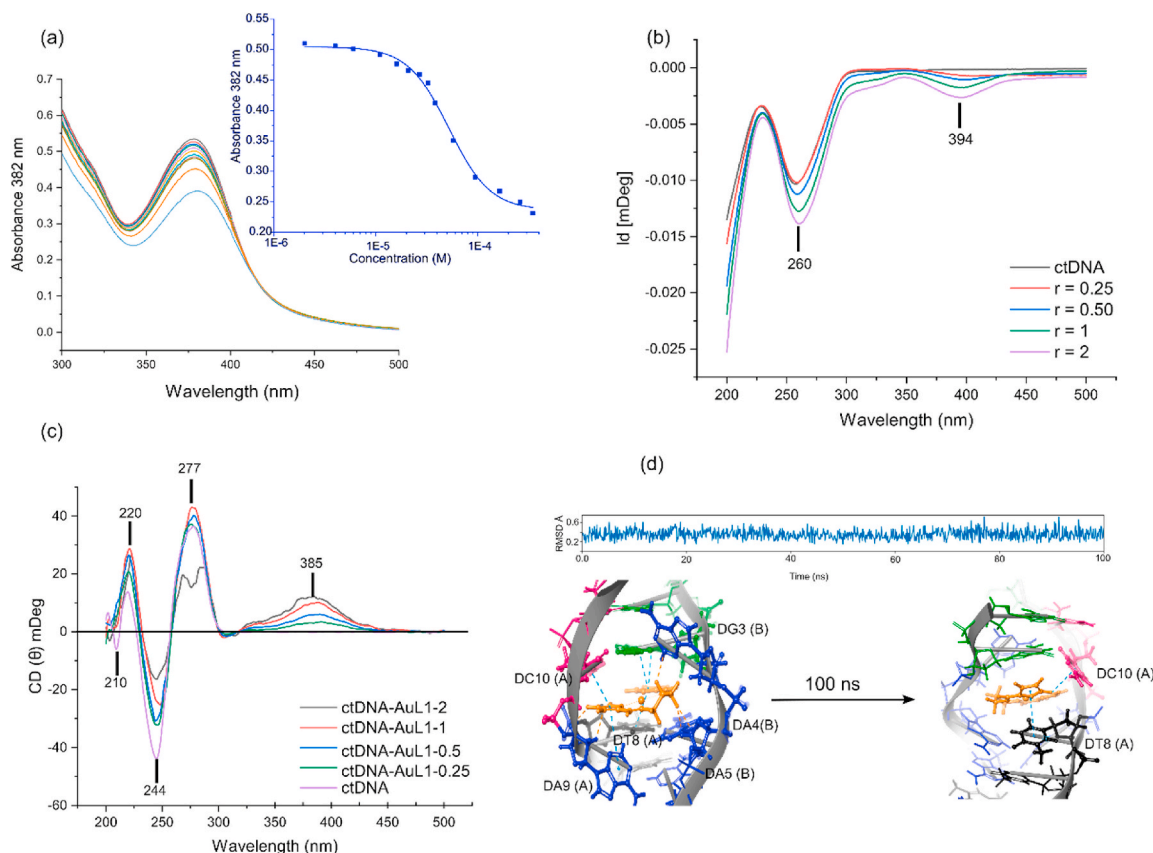 (a)
Absorbance 382 nm
0.7
0.6
0.5
0.4
0.3
0.2
0.1
0.0
300
350
400
450
500
Wavelength (nm)
Absorbance 382 nm
0.55
0.50
0.45
0.40
0.35
0.30
0.25
0.20
1E-6
1E-5
1E-4
Concentration (M)
(b)
ld [mDeg]
0.000
-0.005
-0.010
-0.015
-0.020
-0.025
394
260
ctDNA
r = 0.25
r = 0.50
r = 1
r = 2
200
250
300
350
400
450
500
Wavelength (nm)
(c)
CD (θ) mDeg
40
20
0
-20
-40
-60
277
220
385
210
244
ctDNA-AuL1-2
ctDNA-AuL1-1
ctDNA-AuL1-0.5
ctDNA-AuL1-0.25
ctDNA
200
250
300
350
400
450
500
Wavelength (nm)
(d)
RMSD Å
0.6
0.2
0.0
20
40
60
80
100
Time (ns)
DG3 (B)
DC10 (A)
DT8 (A)
DA4(B)
DA5 (B)
DA9 (A)
100 ns
DC10 (A)
DT8 (A)